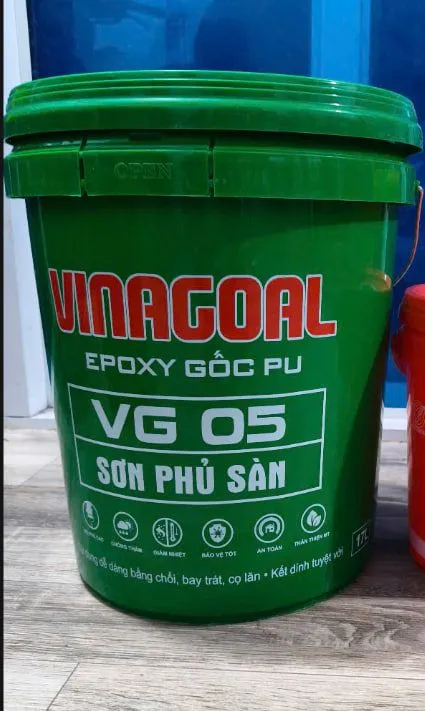 OPEN
VINAGOAL
EPOXY GỐC PU
VG 05
SƠN PHỦ SÀN
CHỐNG THẤM
GIẢM NHIỆT
BẢO VỆ TỐT
AN TOÀN
THÂN THIỆN MT
dụng dễ dàng bằng chổi, bay trát, cọ lăn • Kết dính tuyệt vời
17L